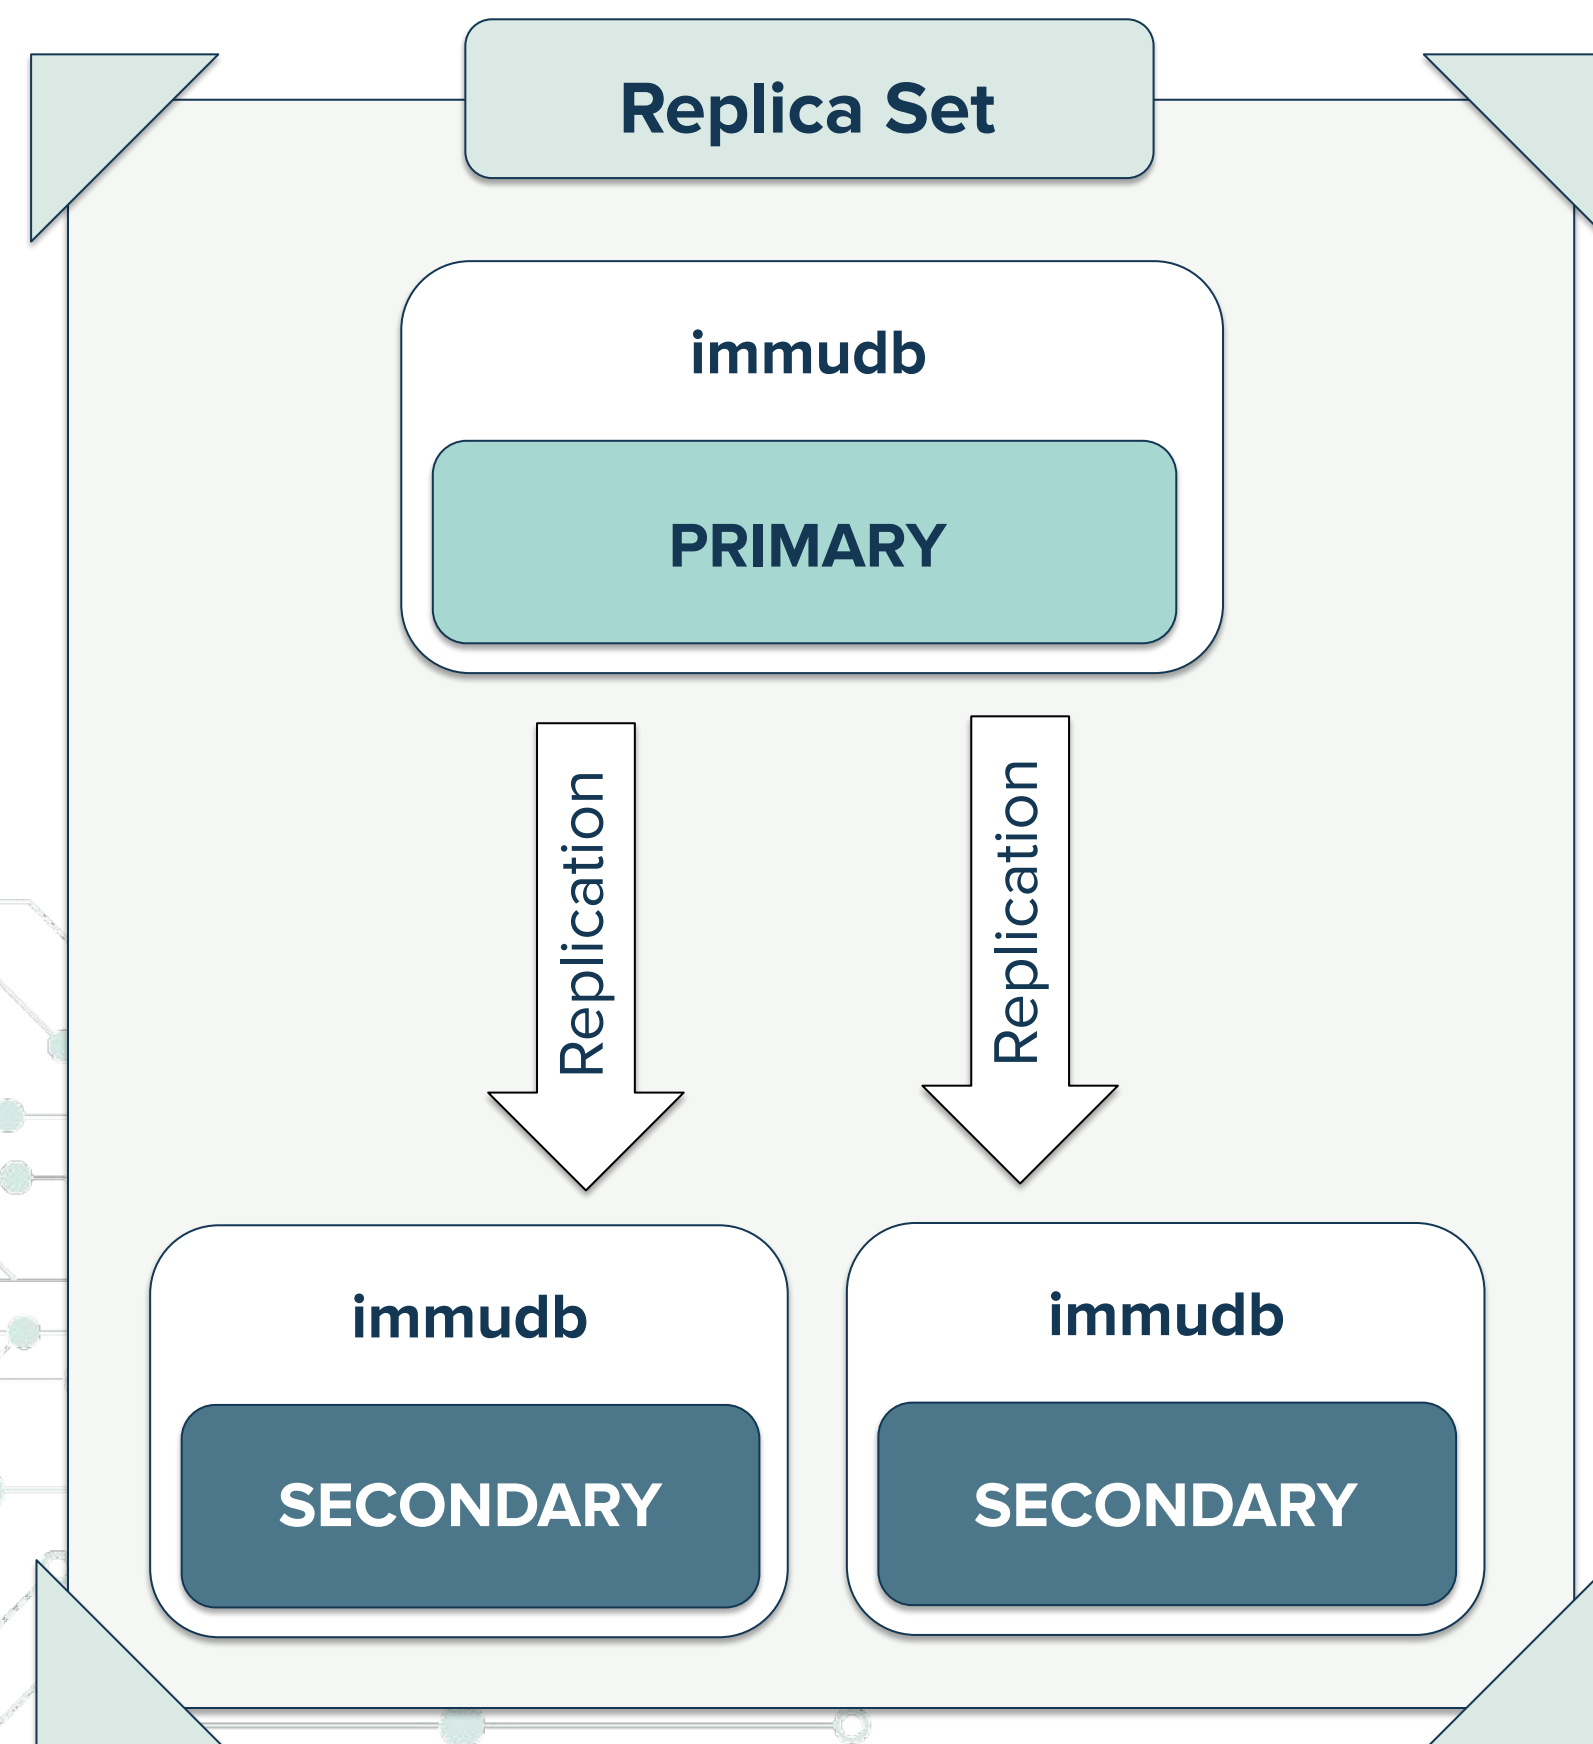 Replica Set
immudb
PRIMARY
Replication
Replication
immudb
SECONDARY
immudb
SECONDARY